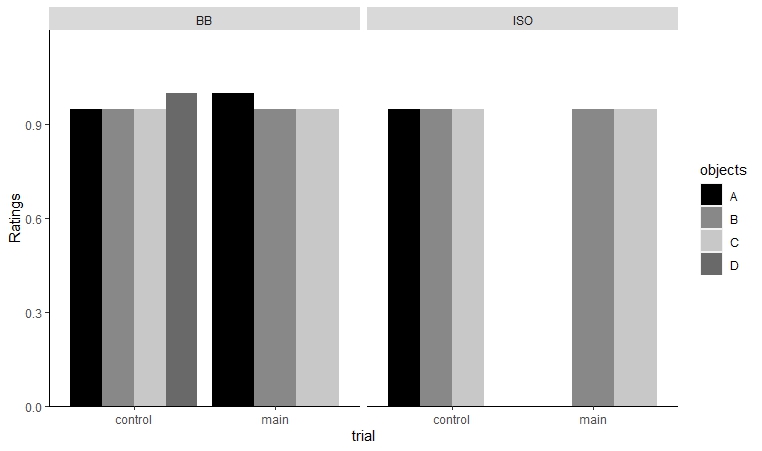 BB
ISO
Ratings
0.9
0.6
0.3
0.0
control
main
control
main
trial
objects
A
B
C
D